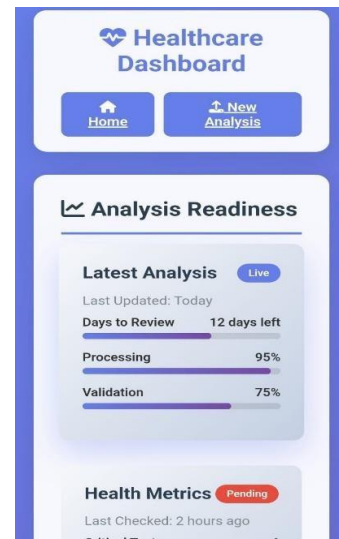 Healthcare
Dashboard
Home
New
Analysis
Analysis Readiness
Latest Analysis Live
Last Updated: Today
Days to Review 12 days left
Processing 95%
Validation 75%
Health Metrics Pending
Last Checked: 2 hours ago